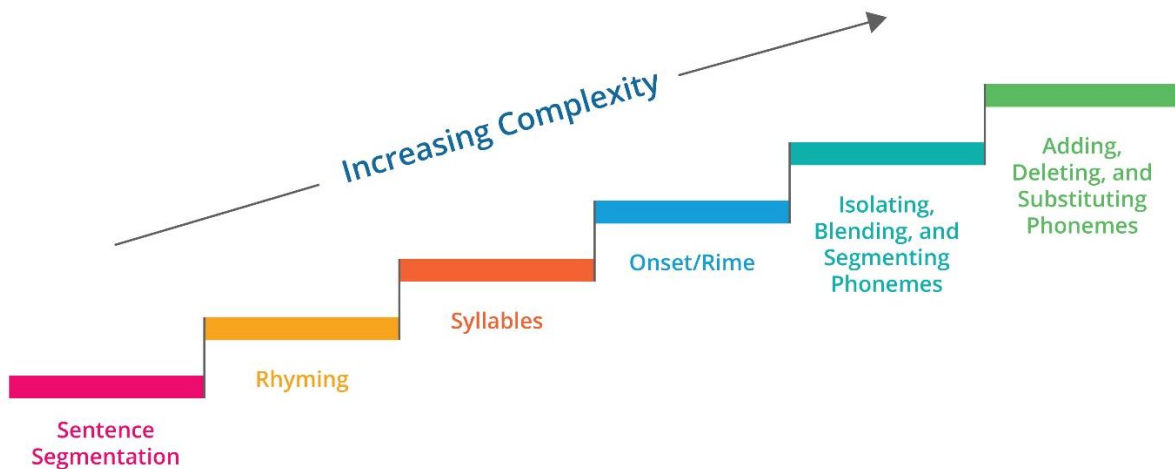 Increasing Complexity
Sentence
Segmentation
Rhyming
Syllables
Onset/Rime
Isolating,
Blending, and
Segmenting
Phonemes
Adding,
Deleting, and
Substituting
Phonemes